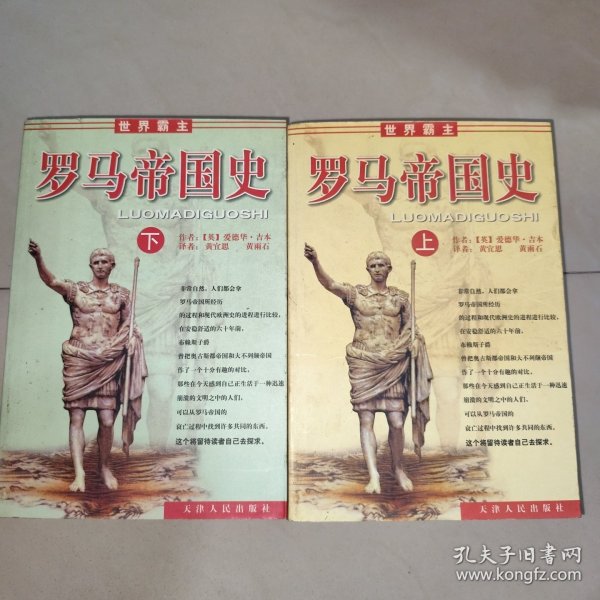 世界霸主
罗马帝国史
LUOMADIGUOSHI
下
作者：【英】爱德华·吉本
译者： 黄宜思 黄雨石
非常自然，人们都会拿
罗马帝国所经历
的过程和现代欧洲史的进程进行比较，
在安稳舒适的六十年前，
布赖斯子爵
曾把奥古斯都帝国和大不列颠帝国
作了一个十分有趣的对比，
那些在今天感到自己正生活于一种迅速
崩溃的文明之中的人们，
可以从罗马帝国的
衰亡过程中找到许多共同的东西，
这个将留待读者自己去探求。
天津人民出版社
世界霸主
罗马帝国史
LUOMADIGUOSHI
上
作者：【英】爱德华·吉本
译者： 黄宜思 黄雨石
非常自然，人们都会拿
罗马帝国所经历
的过程和现代欧洲史的进程进行比较，
在安稳舒适的六十年前，
布赖斯子爵
曾把奥古斯都帝国和大不列颠帝国
作了一个十分有趣的对比，
那些在今天感到自己正生活于一种迅速
崩溃的文明之中的人们，
可以从罗马帝国的
衰亡过程中找到许多共同的东西，
这个将留待读者自己去探求。
天津人民出版社
孔夫子旧书网
www.kongfz.com